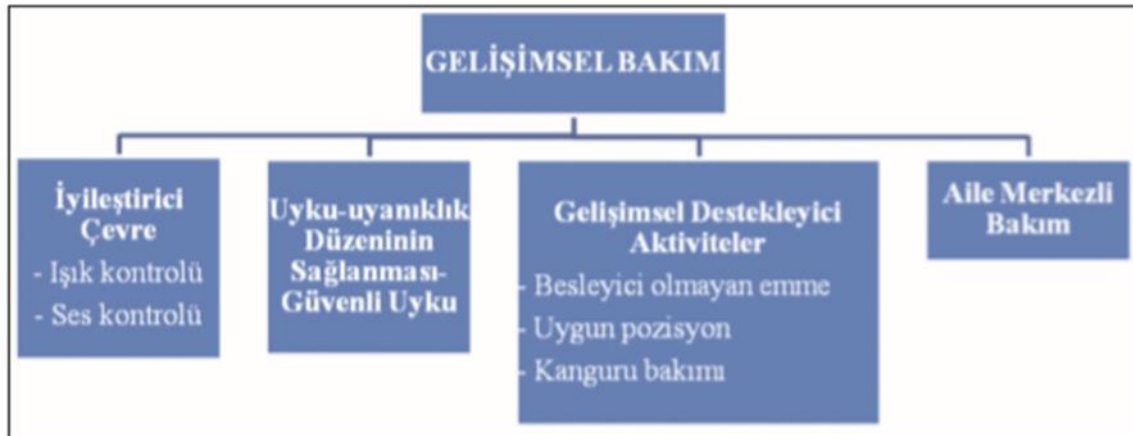 GELİŞİMSEL BAKIM
İyileştirici
Çevre
- Işık kontrolü
- Ses kontrolü
Uyku-uyanıklık
Düzeninin
Sağlanması-
Güvenli Uyku
Gelişimsel Destekleyici
Aktiviteler
- Besleyici olmayan emme
- Uygun pozisyon
- Kanguru bakımı
Aile Merkezli
Bakım